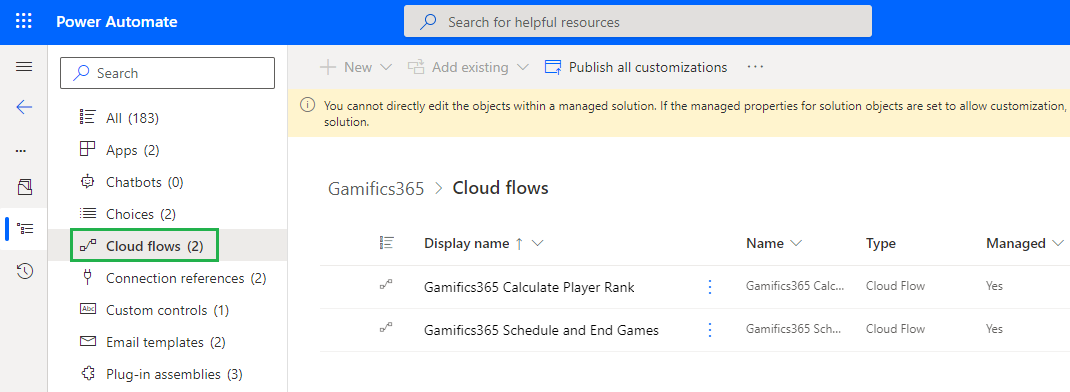 Power Automate
Search for helpful resources
Search
New
Add existing
Publish all customizations
...
You cannot directly edit the objects within a managed solution. If the managed properties for solution objects are set to allow customization,
solution.
All (183)
Apps (2)
Chatbots (0)
Choices (2)
Cloud flows (2)
Connection references (2)
Custom controls (1)
Email templates (2)
Plug-in assemblies (3)
Gamifics365 > Cloud flows
Display name ↑ Name Type Managed
Gamifics365 Calculate Player Rank Gamifics365 Calc... Cloud Flow Yes
Gamifics365 Schedule and End Games Gamifics365 Sch... Cloud Flow Yes
Abc